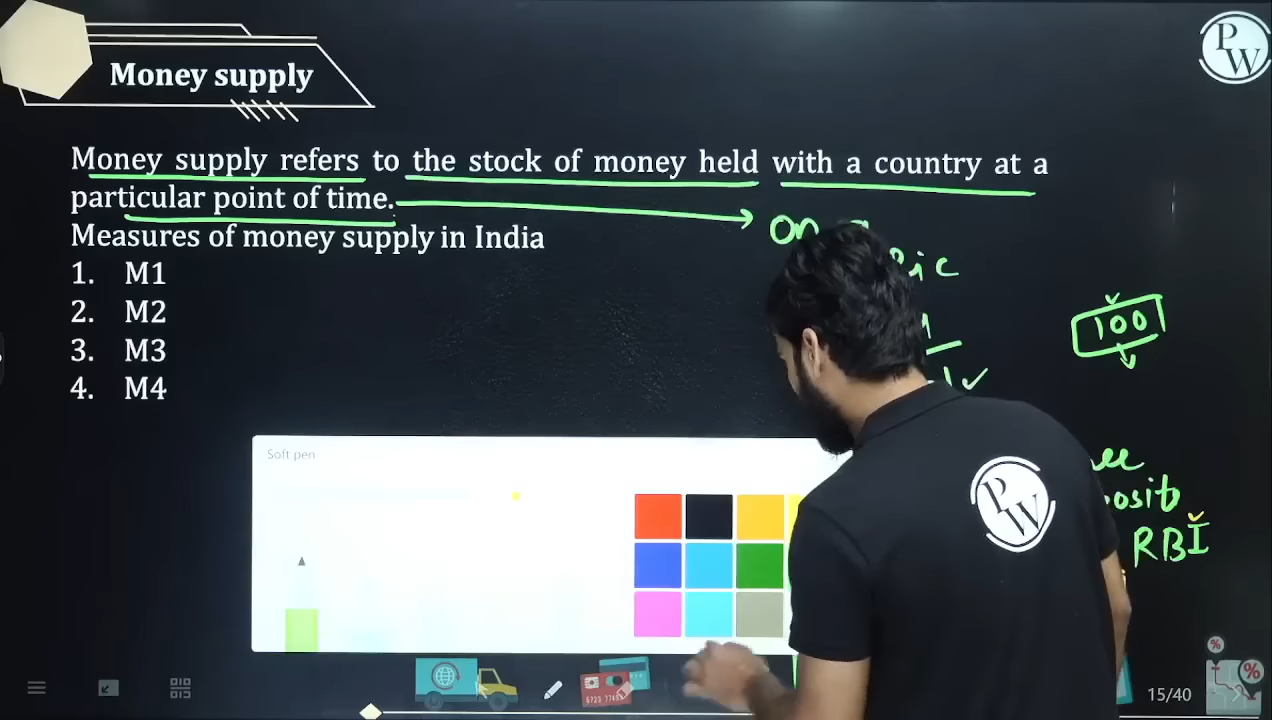 Money supply
PW
Money supply refers to the stock of money held with a country at a
particular point of time.
on
Measures of money supply in India
1. M1
2. M2
3. M3
4. M4
100
Soft pen
PW
RBI
15/40